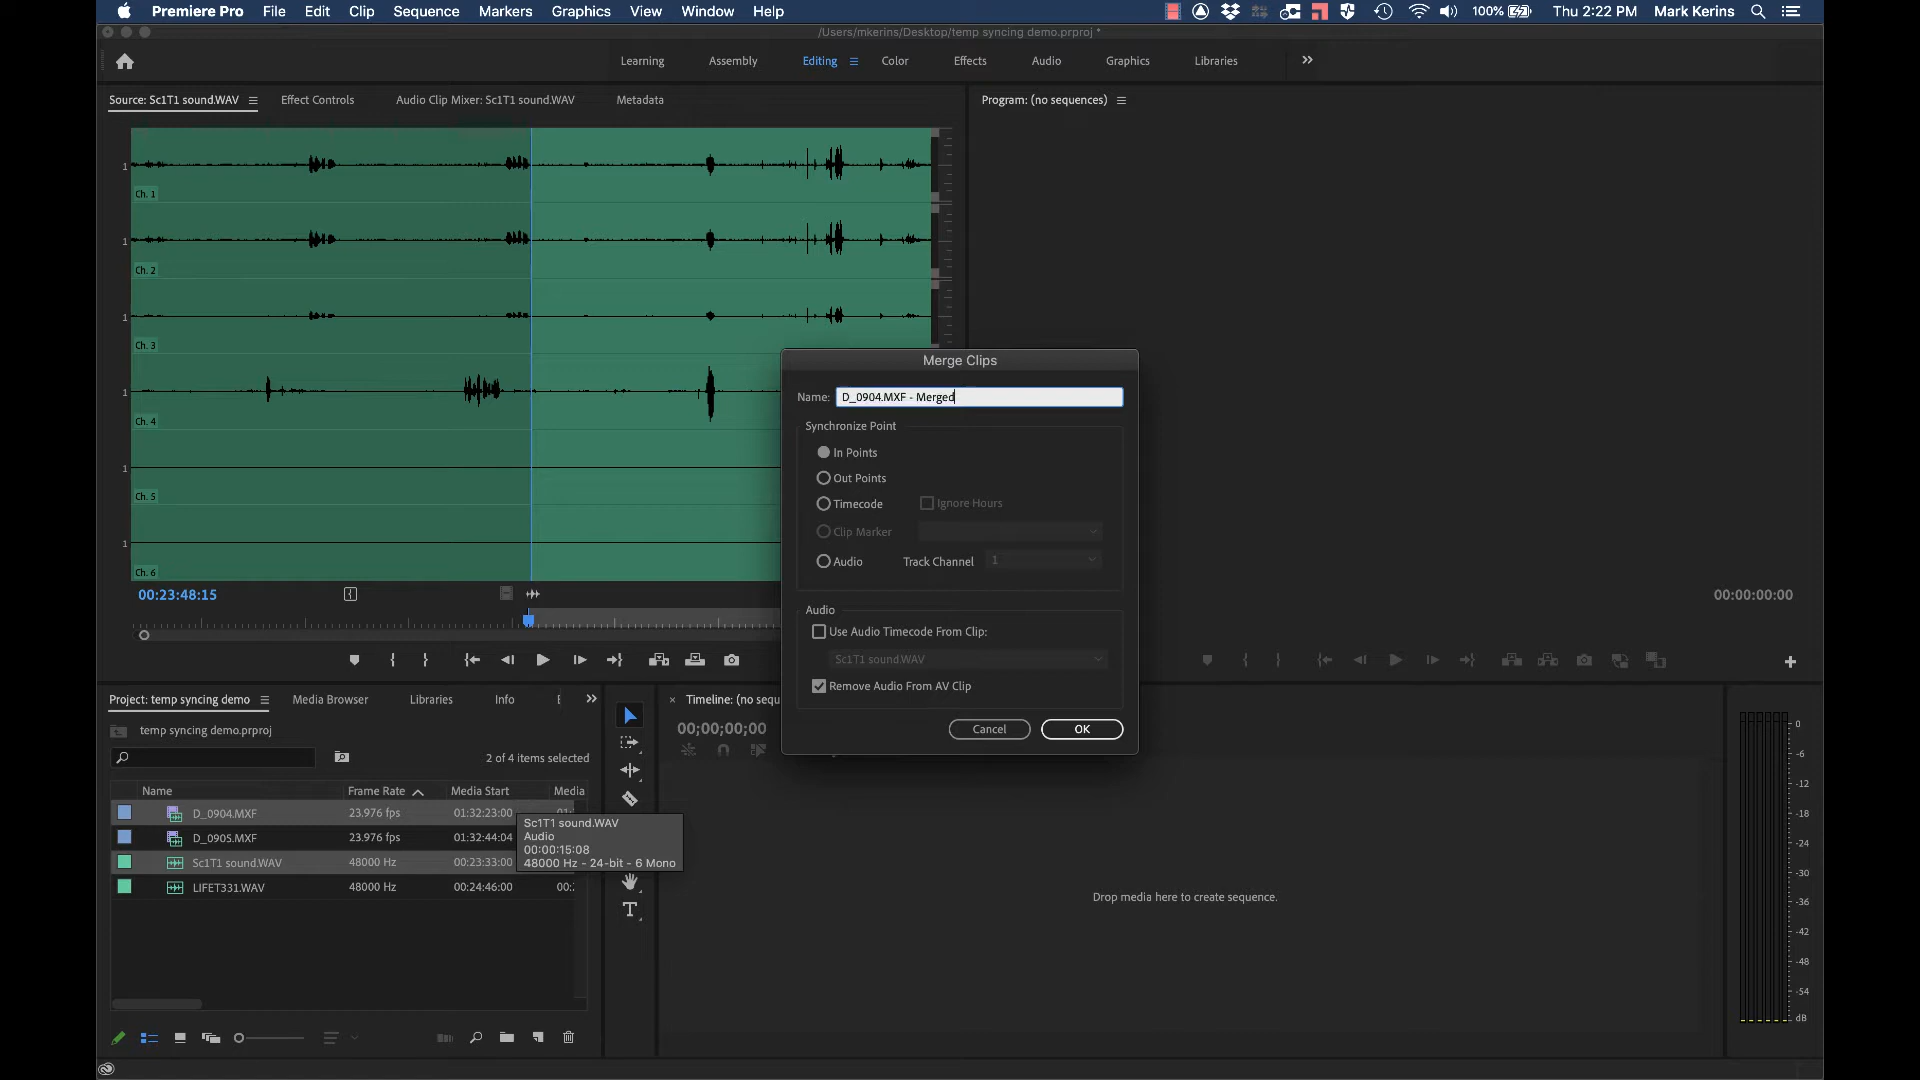 Premiere Pro File Edit Clip Sequence Markers Graphics View Window Help 100% Thu 2:22 PM Mark Kerins
/Users/mkerins/Desktop/temp syncing demo.prproj *
Learning Assembly Editing Color Effects Audio Graphics Libraries
Source: Sc1T1 sound.WAV Effect Controls Audio Clip Mixer: Sc1T1 sound.WAV Metadata
Program: (no sequences)
1
Ch. 1
1
Ch. 2
1
Ch. 3
1
Ch. 4
1
Ch. 5
1
Ch. 6
00:23:48:15
00:00:00:00
Merge Clips
Name: D_0904.MXF - Merged
Synchronize Point
In Points
Out Points
Timecode Ignore Hours
Clip Marker
Audio Track Channel 1
Audio
Use Audio Timecode From Clip:
Sc1T1 sound.WAV
Remove Audio From AV Clip
Cancel OK
Project: temp syncing demo Media Browser Libraries Info E
temp syncing demo.prproj
2 of 4 items selected
Name Frame Rate Media Start Media
D_0904.MXF 23.976 fps 01:32:23:00 01:
D_0905.MXF 23.976 fps 01:32:44:04
Sc1T1 sound.WAV 48000 Hz 00:23:33:00
LIFET331.WAV 48000 Hz 00:24:46:00 00:2
Sc1T1 sound.WAV
Audio
00:00:15:08
48000 Hz - 24-bit - 6 Mono
T
× Timeline: (no sequ
00;00;00;00
Drop media here to create sequence.
0
-6
-12
-18
-24
-30
-36
-42
-48
-54
dB